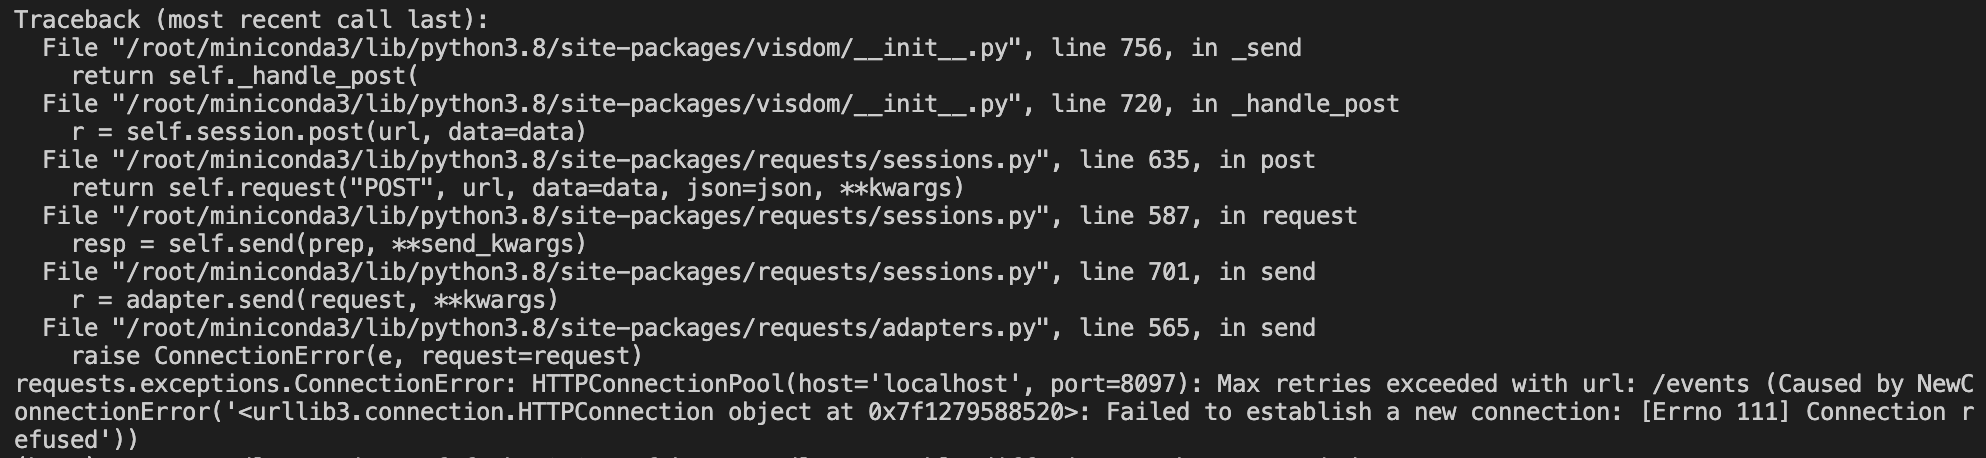 Traceback (most recent call last):
  File "/root/miniconda3/lib/python3.8/site-packages/visdom/__init__.py", line 756, in _send
    return self._handle_post(
  File "/root/miniconda3/lib/python3.8/site-packages/visdom/__init__.py", line 720, in _handle_post
    r = self.session.post(url, data=data)
  File "/root/miniconda3/lib/python3.8/site-packages/requests/sessions.py", line 635, in post
    return self.request("POST", url, data=data, json=json, **kwargs)
  File "/root/miniconda3/lib/python3.8/site-packages/requests/sessions.py", line 587, in request
    resp = self.send(prep, **send_kwargs)
  File "/root/miniconda3/lib/python3.8/site-packages/requests/sessions.py", line 701, in send
    r = adapter.send(request, **kwargs)
  File "/root/miniconda3/lib/python3.8/site-packages/requests/adapters.py", line 565, in send
    raise ConnectionError(e, request=request)
requests.exceptions.ConnectionError: HTTPConnectionPool(host='localhost', port=8097): Max retries exceeded with url: /events (Caused by NewC
onnectionError('<urllib3.connection.HTTPConnection object at 0x7f1279588520>: Failed to establish a new connection: [Errno 111] Connection r
efused'))